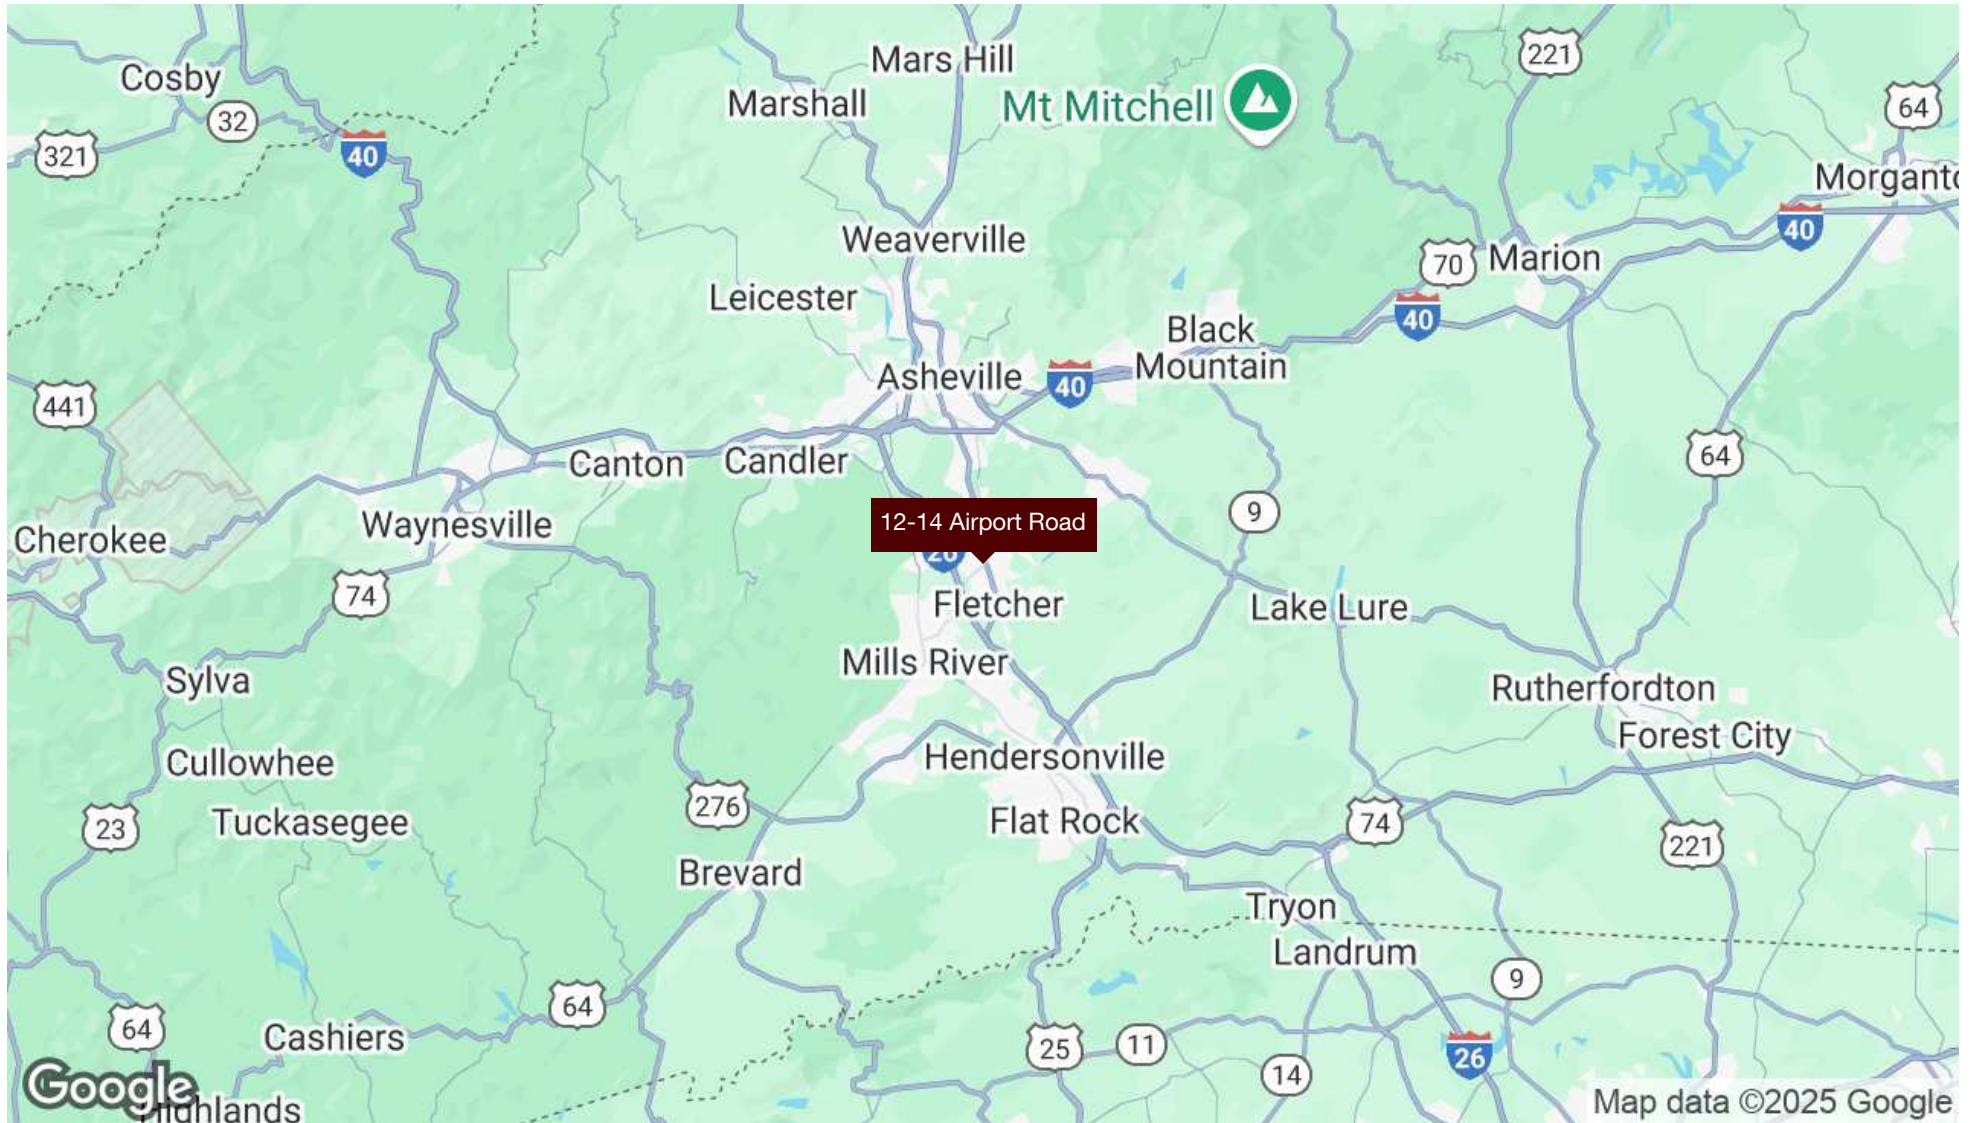 Mars Hill
221
Cosby
Marshall
Mt Mitchell
64
32
321
40
Morganto
Weaverville
40
70
Marion
Leicester
40
Black
Mountain
Asheville
40
441
Canton
Candler
64
Waynesville
9
12-14 Airport Road
Cherokee
26
74
Fletcher
Lake Lure
Mills River
Sylva
Rutherfordton
Forest City
Hendersonville
Cullowhee
276
Tuckasegee
23
Flat Rock
74
221
Brevard
Tryon
Landrum
9
64
64
Cashiers
25
11
26
14
Google
Highlands
Map data ©2025 Google